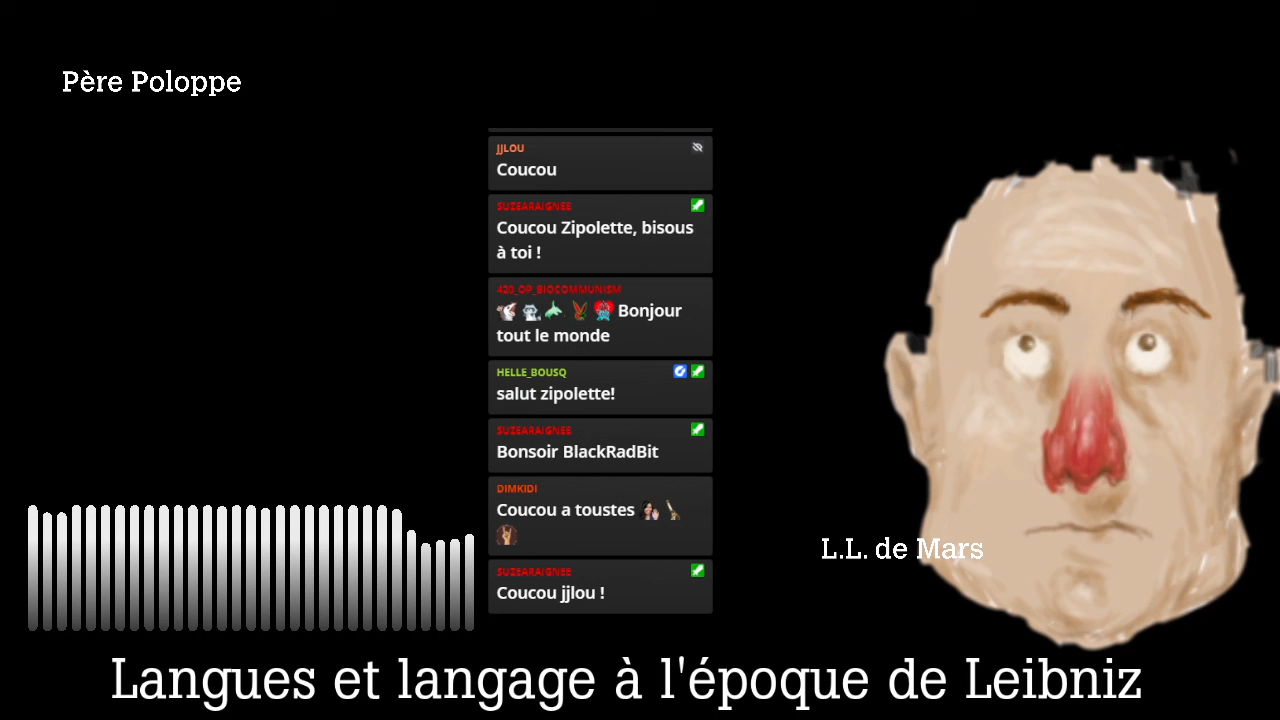 Père Poloppe
JJLOU
Coucou
SUZEARAIGNEE
Coucou Zipolette, bisous
à toi !
420_OP_BIOCOMMUNISM
Bonjour
tout le monde
HELLE_BOUSQ
salut zipolette!
SUZEARAIGNEE
Bonsoir BlackRadBit
DIMKIDI
Coucou a toustes
SUZEARAIGNEE
Coucou jjlou !
L.L. de Mars
Langues et langage à l'époque de Leibniz